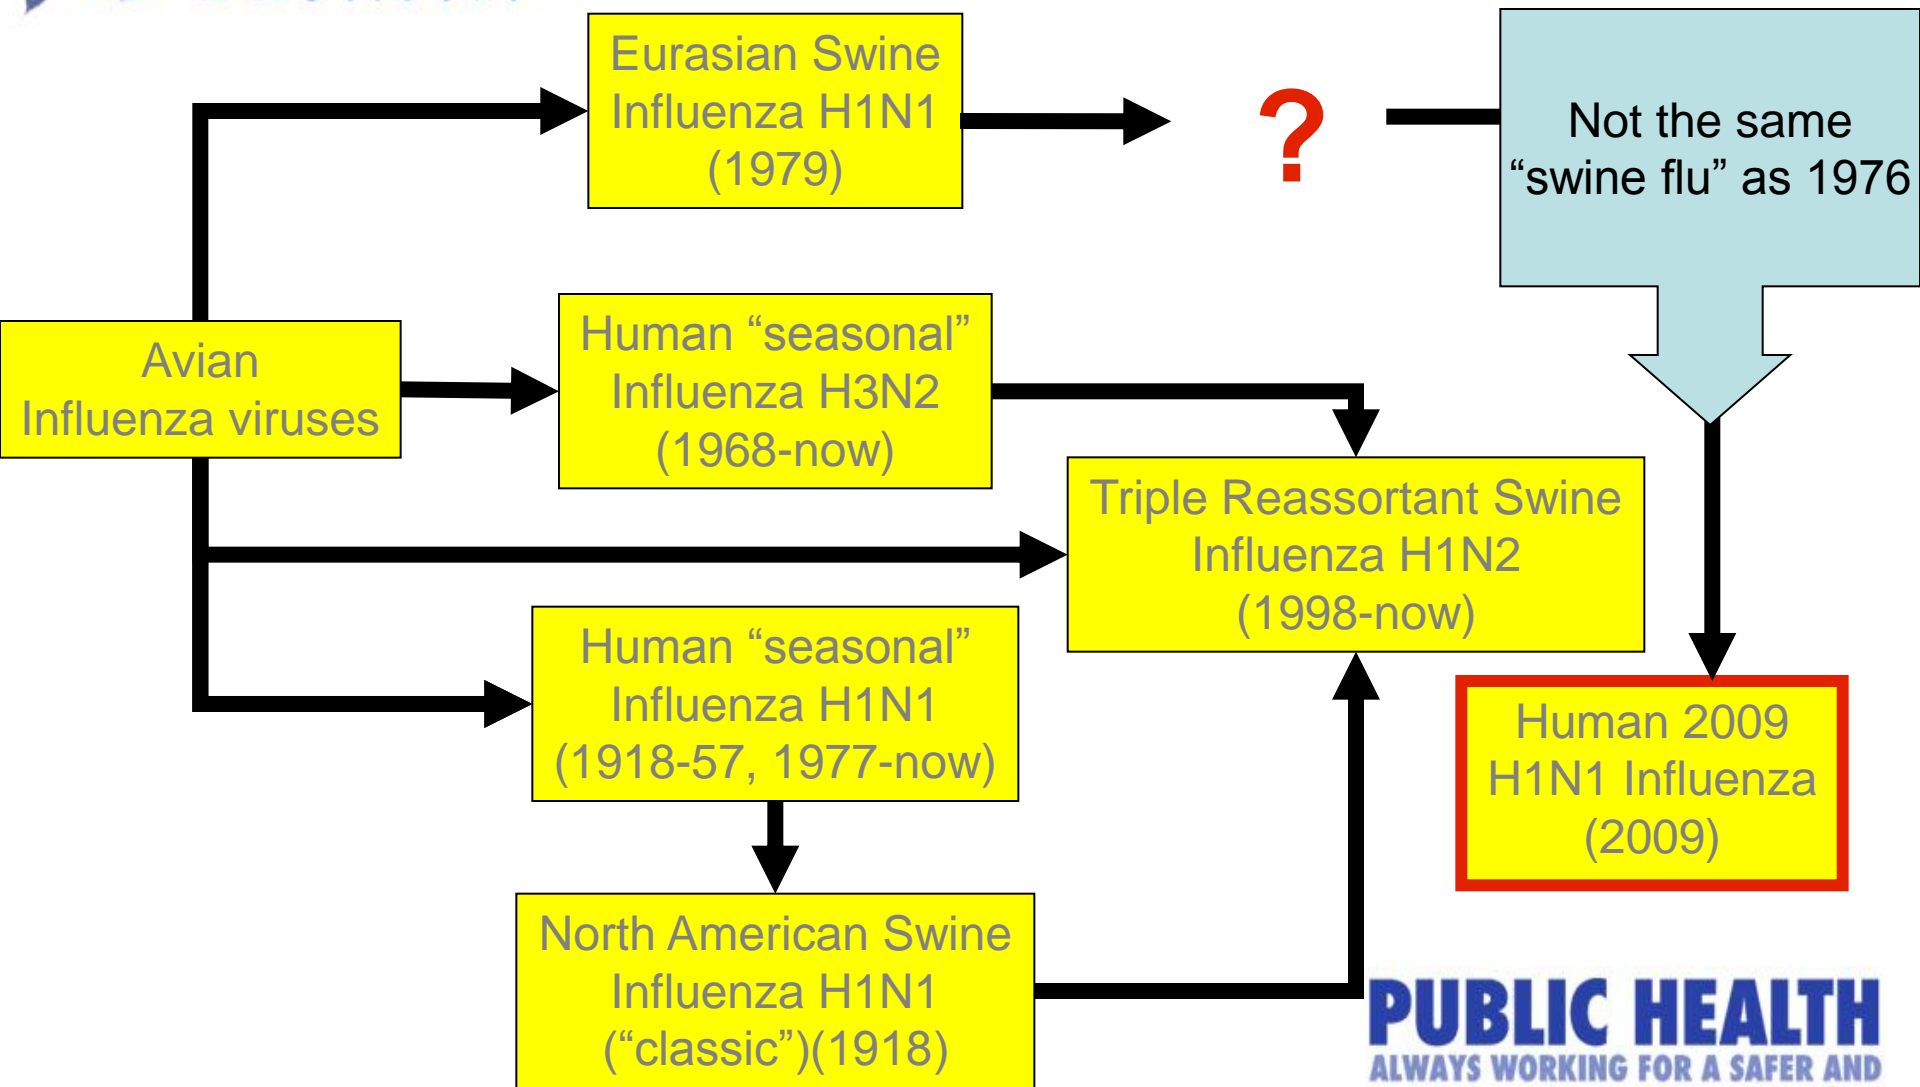 Eurasian Swine
Influenza H1N1
(1979)
?
Not the same
“swine flu” as 1976
Avian
Influenza viruses
Human “seasonal”
Influenza H3N2
(1968-now)
Triple Reassortant Swine
Influenza H1N2
(1998-now)
Human “seasonal”
Influenza H1N1
(1918-57, 1977-now)
Human 2009
H1N1 Influenza
(2009)
North American Swine
Influenza H1N1
(“classic”)(1918)
PUBLIC HEALTH
ALWAYS WORKING FOR A SAFER AND